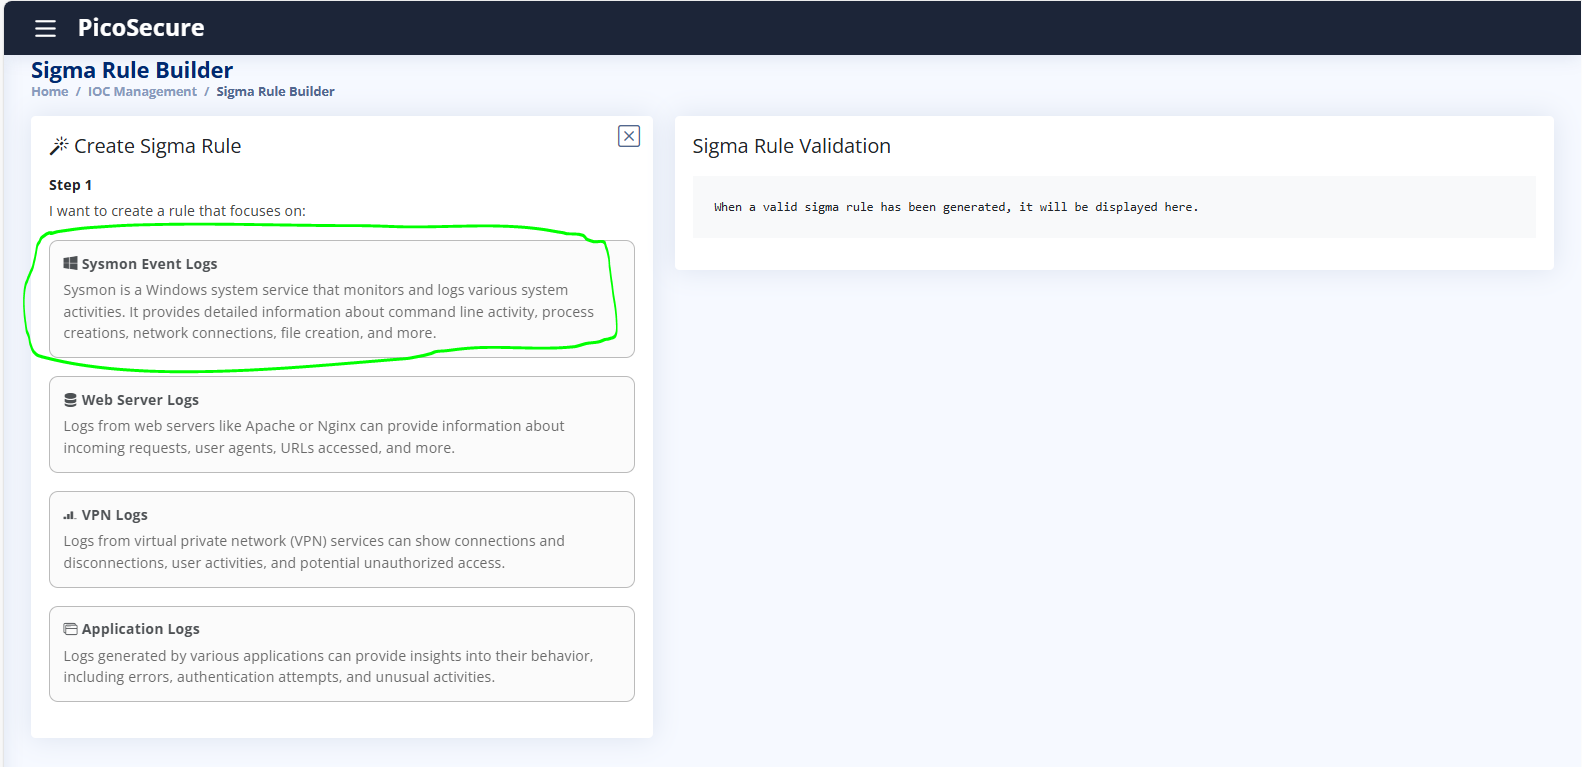 PicoSecure
Sigma Rule Builder
Home / IOC Management / Sigma Rule Builder
Create Sigma Rule
Step 1
I want to create a rule that focuses on:
Sysmon Event Logs
Sysmon is a Windows system service that monitors and logs various system
activities. It provides detailed information about command line activity, process
creations, network connections, file creation, and more.
Web Server Logs
Logs from web servers like Apache or Nginx can provide information about
incoming requests, user agents, URLs accessed, and more.
VPN Logs
Logs from virtual private network (VPN) services can show connections and
disconnections, user activities, and potential unauthorized access.
Application Logs
Logs generated by various applications can provide insights into their behavior,
including errors, authentication attempts, and unusual activities.
Sigma Rule Validation
When a valid sigma rule has been generated, it will be displayed here.